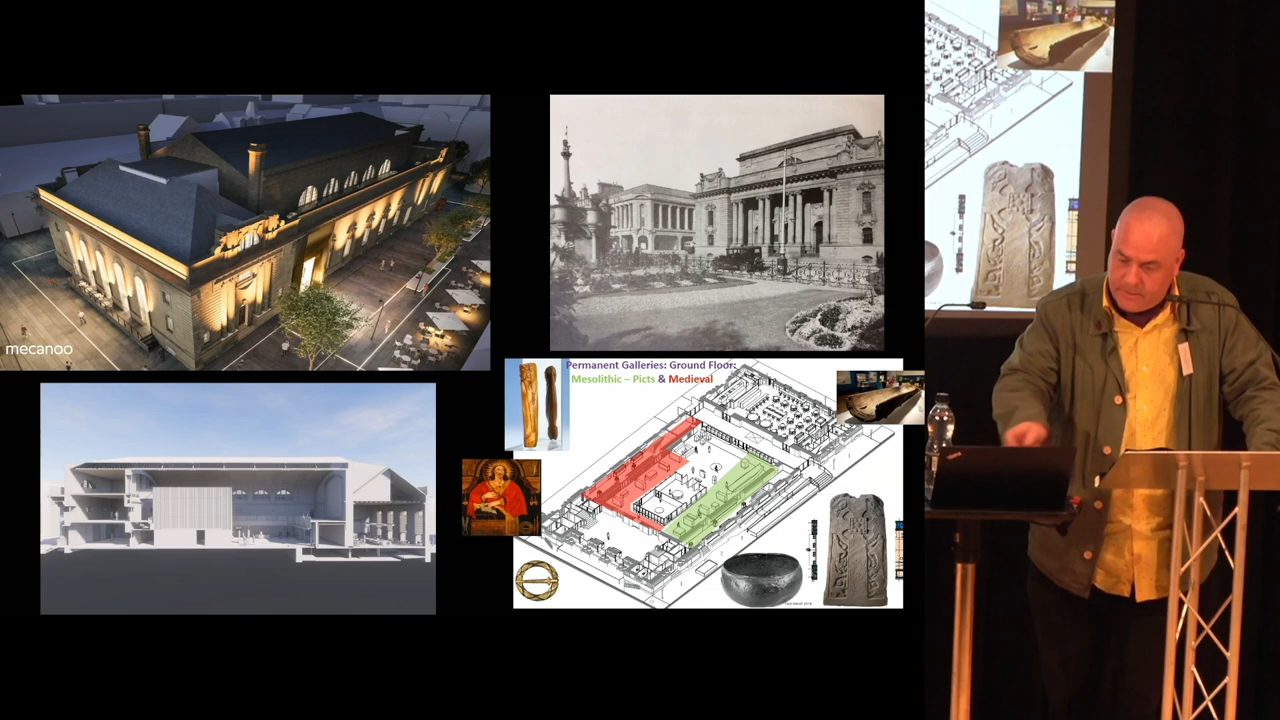 mecanoo
Permanent Galleries: Ground Floor:
Mesolithic – Picts & Medieval